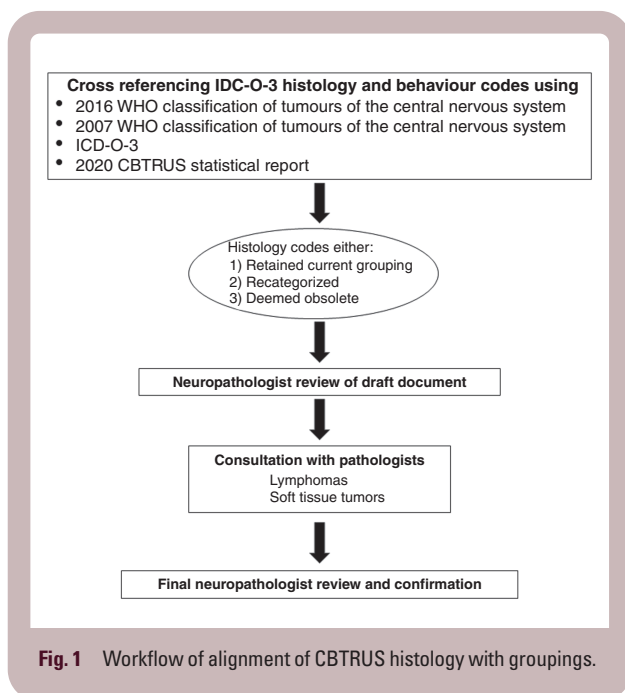 Cross referencing IDC-O-3 histology and behaviour codes using
• 2016 WHO classification of tumours of the central nervous system
• 2007 WHO classification of tumours of the central nervous system
• ICD-O-3
• 2020 CBTRUS statistical report
Histology codes either:
1) Retained current grouping
2) Recategorized
3) Deemed obsolete
Neuropathologist review of draft document
Consultation with pathologists
Lymphomas
Soft tissue tumors
Final neuropathologist review and confirmation
Fig. 1 Workflow of alignment of CBTRUS histology with groupings.